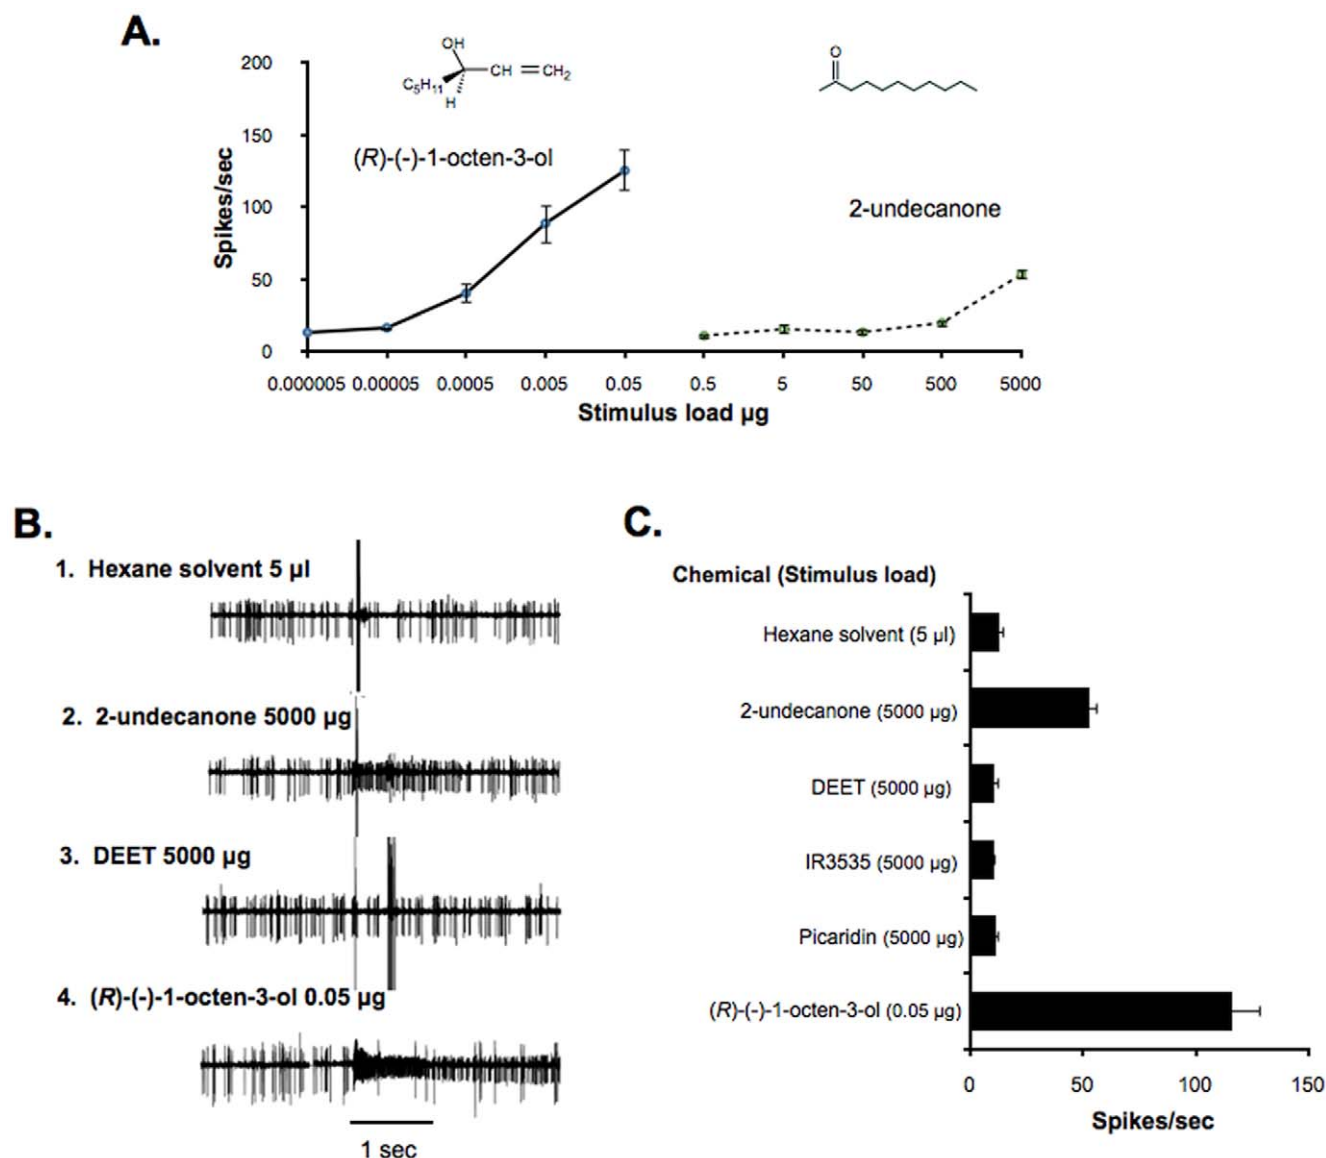 A.
200
150
100
50
0
Spikes/sec
OH
C5H11
CH
CH2
H
(R)-(-)-1-octen-3-ol
O
2-undecanone
0.000005 0.00005 0.0005 0.005 0.05 0.5 5 50 500 5000
Stimulus load µg
B.
1. Hexane solvent 5 µl
2. 2-undecanone 5000 µg
3. DEET 5000 µg
4. (R)-(-)-1-octen-3-ol 0.05 µg
1 sec
C.
Chemical (Stimulus load)
Hexane solvent (5 µl)
2-undecanone (5000 µg)
DEET (5000 µg)
IR3535 (5000 µg)
Picaridin (5000 µg)
(R)-(-)-1-octen-3-ol (0.05 µg)
0 50 100 150
Spikes/sec